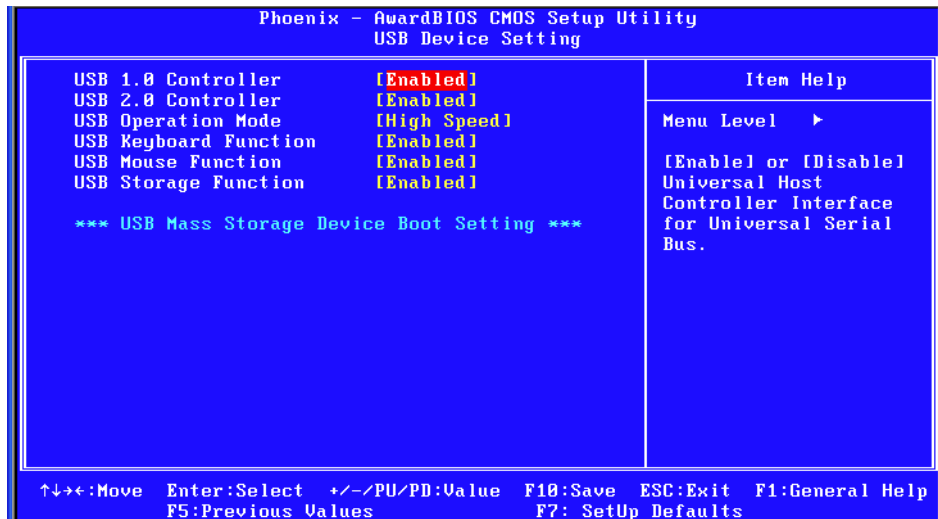 Phoenix - AwardBIOS CMOS Setup Utility
USB Device Setting
USB 1.0 Controller [Enabled]
USB 2.0 Controller [Enabled]
USB Operation Mode [High Speed]
USB Keyboard Function [Enabled]
USB Mouse Function [Enabled]
USB Storage Function [Enabled]
*** USB Mass Storage Device Boot Setting ***
Item Help
Menu Level ►
[Enable] or [Disable]
Universal Host
Controller Interface
for Universal Serial
Bus.
↑↓→←:Move Enter:Select +/-/PU/PD:Value F10:Save ESC:Exit F1:General Help
F5:Previous Values F7: SetUp Defaults